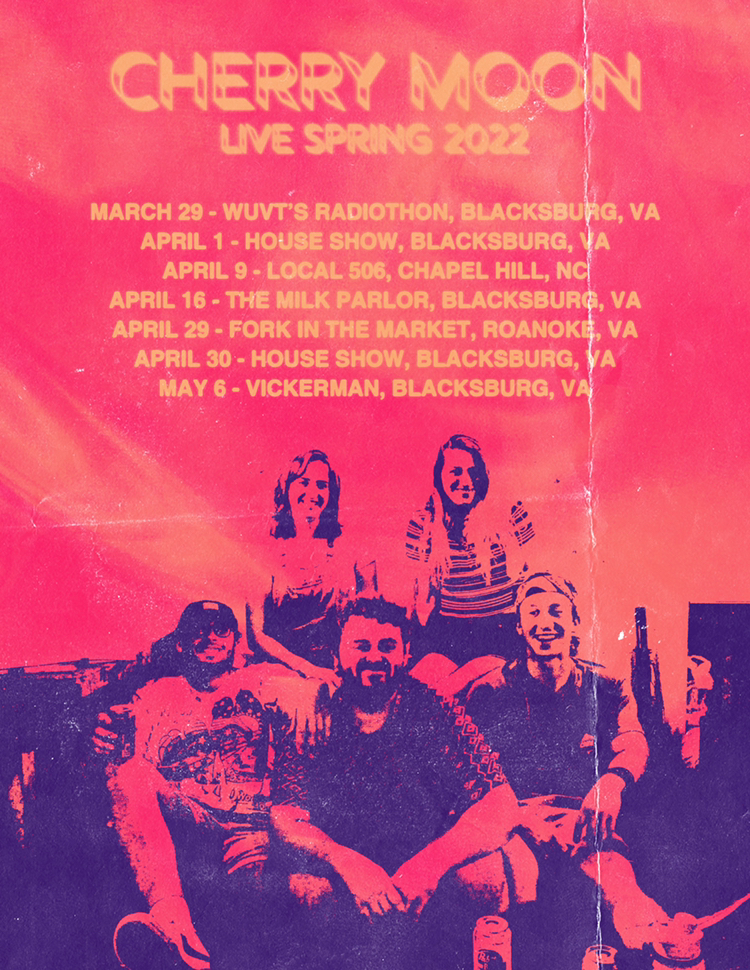 CHERRY MOON
LIVE SPRING 2022
MARCH 29 - WUVT'S RADIOTHON, BLACKSBURG, VA
APRIL 1 - HOUSE SHOW, BLACKSBURG, VA
APRIL 9 - LOCAL 506, CHAPEL HILL, NC
APRIL 16 - THE MILK PARLOR, BLACKSBURG, VA
APRIL 29 - FORK IN THE MARKET, ROANOKE, VA
APRIL 30 - HOUSE SHOW, BLACKSBURG, VA
MAY 6 - VICKERMAN, BLACKSBURG, VA